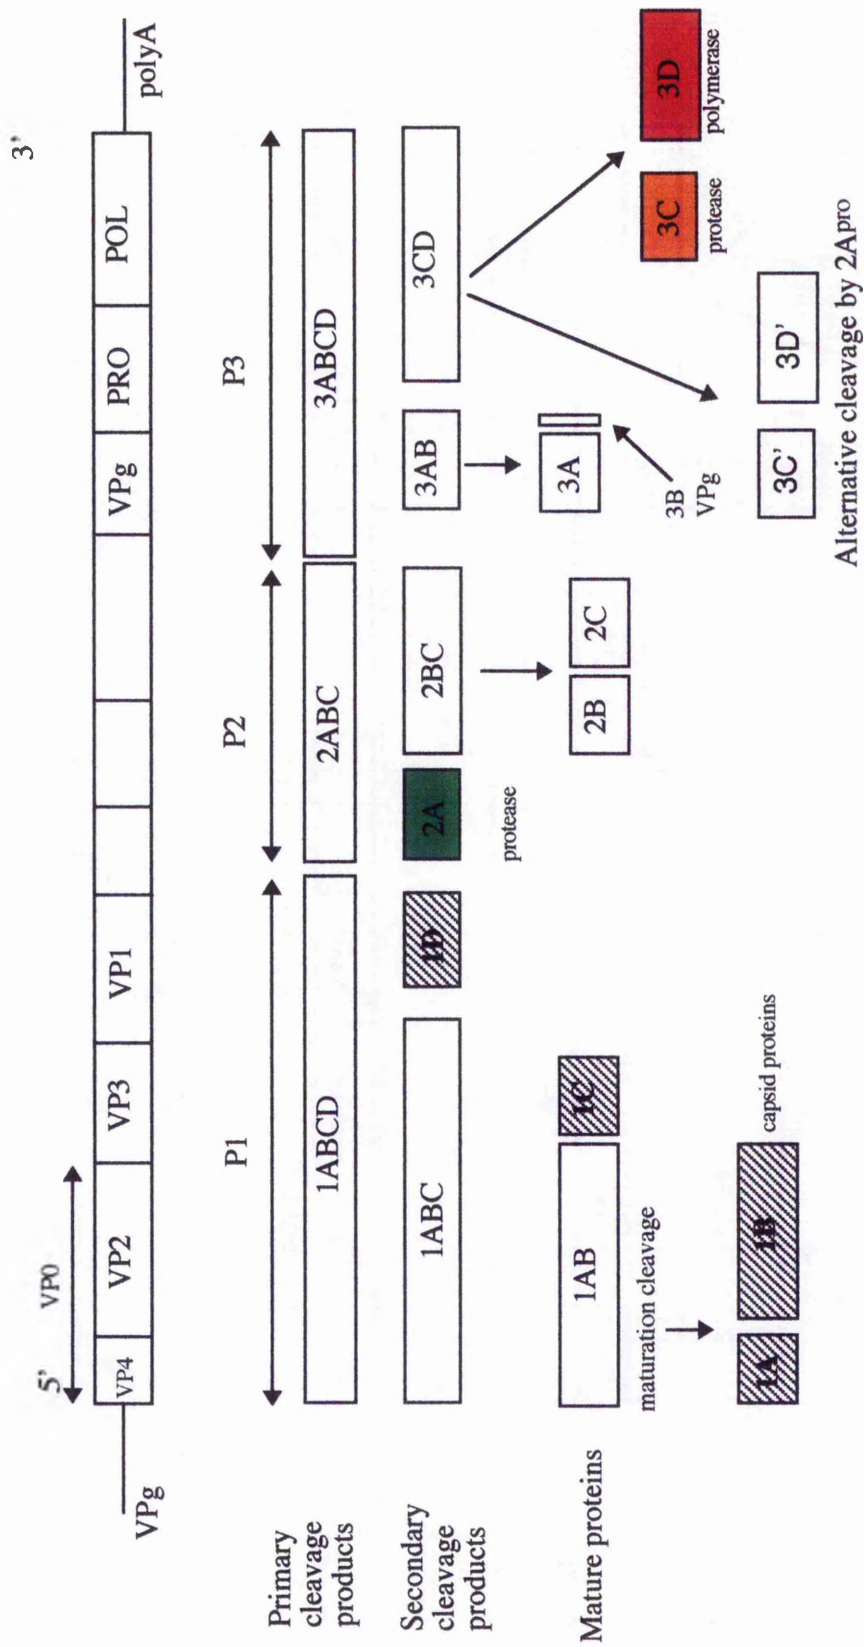 5'
3'
VP0
VP4 VP2 VP3 VP1 VPg PRO POL
VPg
polyA
P1 P2 P3
Primary
cleavage
products
1ABCD 2ABC 3ABCD
Secondary
cleavage
products
1ABC 1D 2A 2BC 3AB 3CD
protease
Mature proteins
1AB 1C 2B 2C 3A 3C 3D
protease
polymerase
3B
VPg
maturation cleavage
1A 1B
capsid proteins
3C' 3D'
Alternative cleavage by 2Apro